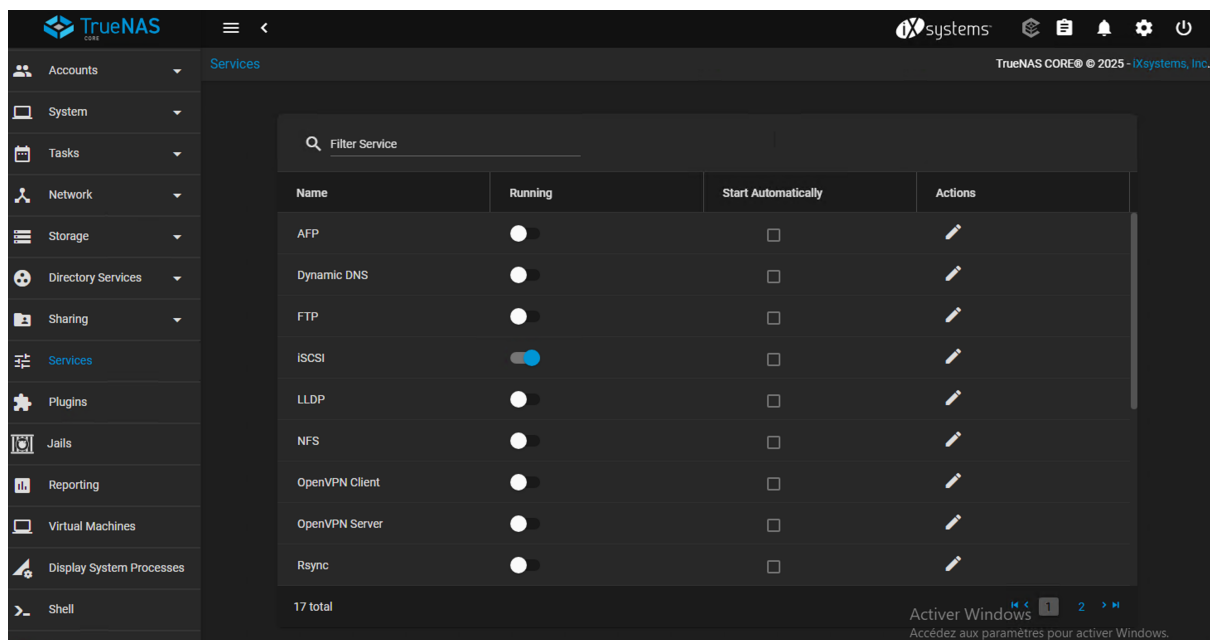 TrueNAS
CORE
iXsystems
Accounts
Services
TrueNAS CORE® © 2025 - iXsystems, Inc.
System
Filter Service
Tasks
Name Running Start Automatically Actions
Network
AFP
Storage
Dynamic DNS
Directory Services
FTP
Sharing
iSCSI
Services
LLDP
Plugins
NFS
Jails
OpenVPN Client
Reporting
OpenVPN Server
Virtual Machines
Rsync
Display System Processes
17 total
1 2
Shell
Activer Windows
Accédez aux paramètres pour activer Windows.